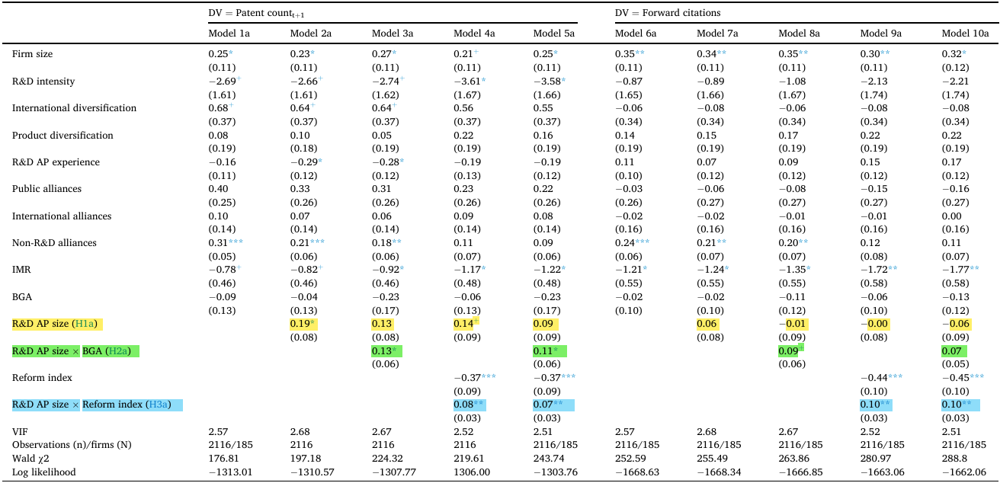 DV = Patent count_t+1 DV = Forward citations
Model 1a Model 2a Model 3a Model 4a Model 5a Model 6a Model 7a Model 8a Model 9a Model 10a
Firm size 0.25* 0.23* 0.27* 0.21+ 0.25* 0.35** 0.34** 0.35** 0.30** 0.32*
(0.11) (0.11) (0.11) (0.11) (0.11) (0.11) (0.11) (0.11) (0.11) (0.12)
R&D intensity −2.69+ −2.66+ −2.74+ −3.61* −3.58* −0.87 −0.89 −1.08 −2.13 −2.21
(1.61) (1.61) (1.62) (1.67) (1.66) (1.65) (1.66) (1.67) (1.74) (1.74)
International diversification 0.68+ 0.64+ 0.64+ 0.56 0.55 −0.06 −0.08 −0.06 −0.08 −0.08
(0.37) (0.37) (0.37) (0.37) (0.37) (0.34) (0.34) (0.34) (0.34) (0.34)
Product diversification 0.08 0.10 0.05 0.22 0.16 0.14 0.15 0.17 0.22 0.22
(0.19) (0.18) (0.19) (0.19) (0.19) (0.19) (0.19) (0.19) (0.19) (0.19)
R&D AP experience −0.16 −0.29* −0.28* −0.19 −0.19 0.11 0.07 0.09 0.15 0.17
(0.11) (0.12) (0.12) (0.13) (0.12) (0.10) (0.12) (0.12) (0.12) (0.12)
Public alliances 0.40 0.33 0.31 0.23 0.22 −0.03 −0.06 −0.08 −0.15 −0.16
(0.25) (0.26) (0.26) (0.26) (0.26) (0.26) (0.27) (0.27) (0.27) (0.27)
International alliances 0.10 0.07 0.06 0.09 0.08 −0.02 −0.02 −0.01 −0.01 0.00
(0.14) (0.14) (0.14) (0.14) (0.14) (0.16) (0.16) (0.16) (0.16) (0.16)
Non-R&D alliances 0.31*** 0.21*** 0.18** 0.11 0.09 0.24*** 0.21** 0.20** 0.12 0.11
(0.05) (0.06) (0.06) (0.07) (0.06) (0.06) (0.07) (0.07) (0.08) (0.07)
IMR −0.78+ −0.82+ −0.92* −1.17* −1.22* −1.21* −1.24* −1.35* −1.72** −1.77**
(0.46) (0.46) (0.46) (0.48) (0.48) (0.55) (0.55) (0.55) (0.58) (0.58)
BGA −0.09 −0.04 −0.23 −0.06 −0.23 −0.02 −0.02 −0.11 −0.06 −0.13
(0.13) (0.13) (0.17) (0.13) (0.17) (0.10) (0.10) (0.12) (0.10) (0.12)
R&D AP size (H1a) 0.19* 0.13 0.14+ 0.09 0.06 −0.01 −0.00 −0.06
(0.08) (0.08) (0.09) (0.09) (0.08) (0.09) (0.08) (0.09)
R&D AP size × BGA (H2a) 0.13* 0.11* 0.09+ 0.07
(0.06) (0.06) (0.06) (0.05)
Reform index −0.37*** −0.37*** −0.44*** −0.45***
(0.09) (0.09) (0.10) (0.10)
R&D AP size × Reform index (H3a) 0.08** 0.07** 0.10** 0.10**
(0.03) (0.03) (0.03) (0.03)
VIF 2.57 2.68 2.67 2.52 2.51 2.57 2.68 2.67 2.52 2.51
Observations (n)/firms (N) 2116/185 2116 2116 2116 2116/185 2116/185 2116/185 2116/185 2116/185 2116/185
Wald χ2 176.81 197.18 224.32 219.61 243.74 252.59 255.49 263.86 280.97 288.8
Log likelihood −1313.01 −1310.57 −1307.77 1306.00 −1303.76 −1668.63 −1668.34 −1666.85 −1663.06 −1662.06